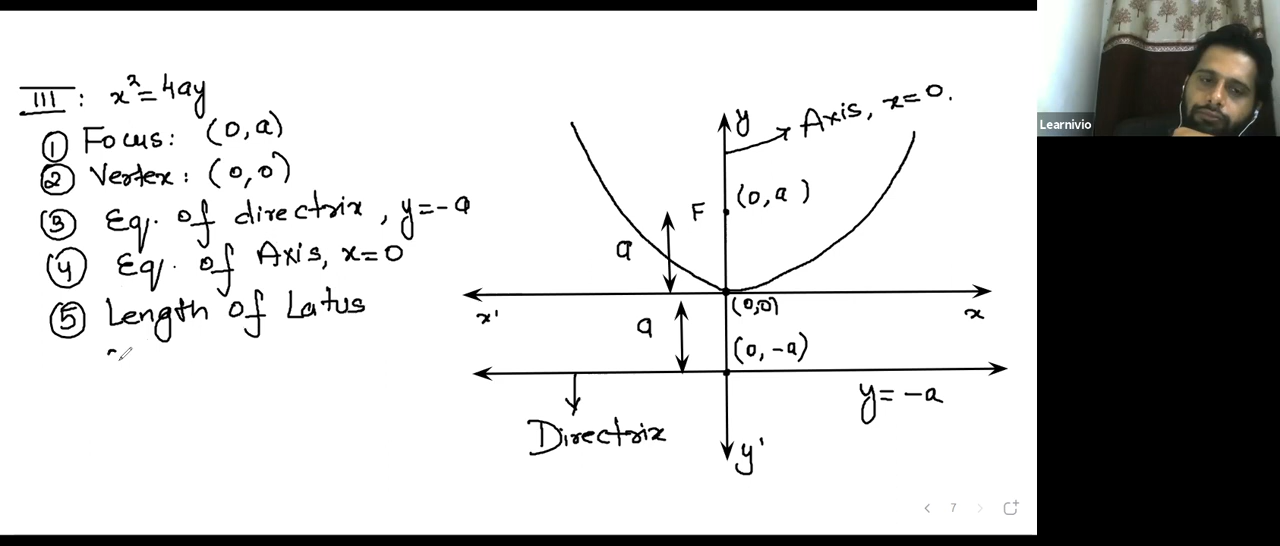 III : x² = 4ay
① Focus: (0, a)
② Vertex: (0, 0)
③ Eq. of directrix, y = -a
④ Eq. of Axis, x=0
⑤ Length of Latus
y
Axis, x=0.
F
(0, a)
a
x'
(0,0)
x
a
(0, -a)
y = -a
Directrix
y'
7
Learnivio